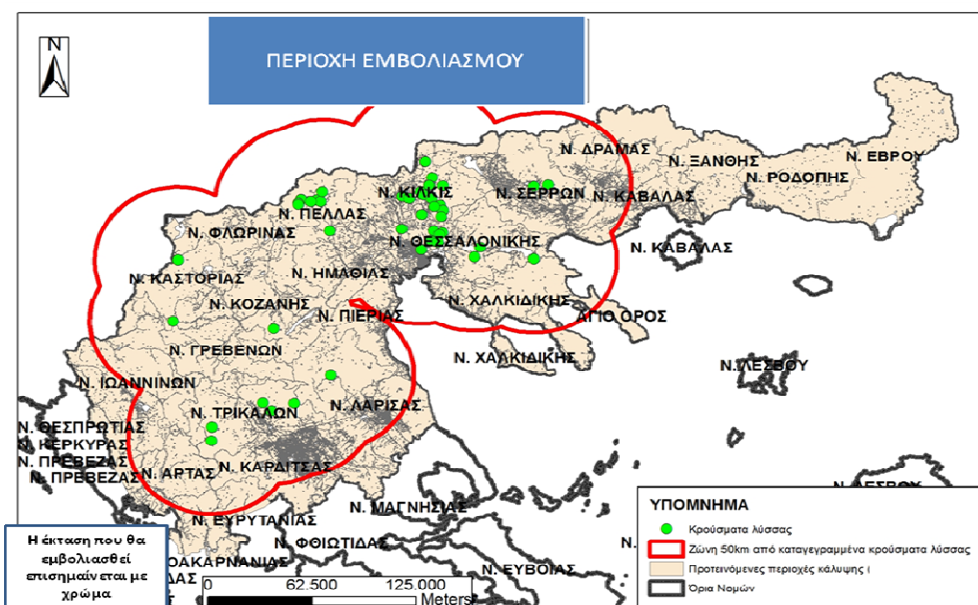 ΠΕΡΙΟΧΗ ΕΜΒΟΛΙΑΣΜΟΥ
N
Ν. ΔΡΑΜΑΣ
Ν. ΞΑΝΘΗΣ
Ν. ΕΒΡΟΥ
Ν. ΡΟΔΟΠΗΣ
Ν. ΚΙΛΚΙΣ
Ν. ΣΕΡΡΩΝ
Ν. ΚΑΒΑΛΑΣ
Ν. ΠΕΛΛΑΣ
Ν. ΦΛΩΡΙΝΑΣ
Ν. ΘΕΣΣΑΛΟΝΙΚΗΣ
Ν. ΚΑΒΑΛΑΣ
Ν. ΚΑΣΤΟΡΙΑΣ
Ν. ΗΜΑΘΙΑΣ
Ν. ΚΟΖΑΝΗΣ
Ν. ΧΑΛΚΙΔΙΚΗΣ
Ν. ΠΙΕΡΙΑΣ
ΑΓΙΟ ΟΡΟΣ
Ν. ΓΡΕΒΕΝΩΝ
Ν. ΧΑΛΚΙΔΙΚΗΣ
Ν. ΛΕΣΒΟΥ
Ν. ΙΩΑΝΝΙΝΩΝ
Ν. ΤΡΙΚΑΛΩΝ
Ν. ΛΑΡΙΣΑΣ
Ν. ΘΕΣΠΡΩΤΙΑΣ
Ν. ΚΕΡΚΥΡΑΣ
Ν. ΠΡΕΒΕΖΑΣ
Ν. ΠΡΕΒΕΖΑΣ
Ν. ΑΡΤΑΣ
Ν. ΚΑΡΔΙΤΣΑΣ
Ν. ΛΕΣΒΟΥ
Ν. ΜΑΓΝΗΣΙΑΣ
Ν. ΕΥΡΥΤΑΝΙΑΣ
Ν. ΦΘΙΩΤΙΔΑΣ
ΟΑΚΑΡΝΑΝΙΑΣ
ΔΑΣ
Ν. ΕΥΒΟΙΑΣ
Ν.
Η έκταση που θα
εμβολιασθεί
επισημαίνεται με
χρώμα
0 62.500 125.000
Meters
ΥΠΟΜΝΗΜΑ
Κρούσματα λύσσας
Ζώνη 50km από καταγεγραμμένα κρούσματα λύσσας
Προτεινόμενες περιοχές κάλυψης (
Όρια Νομών